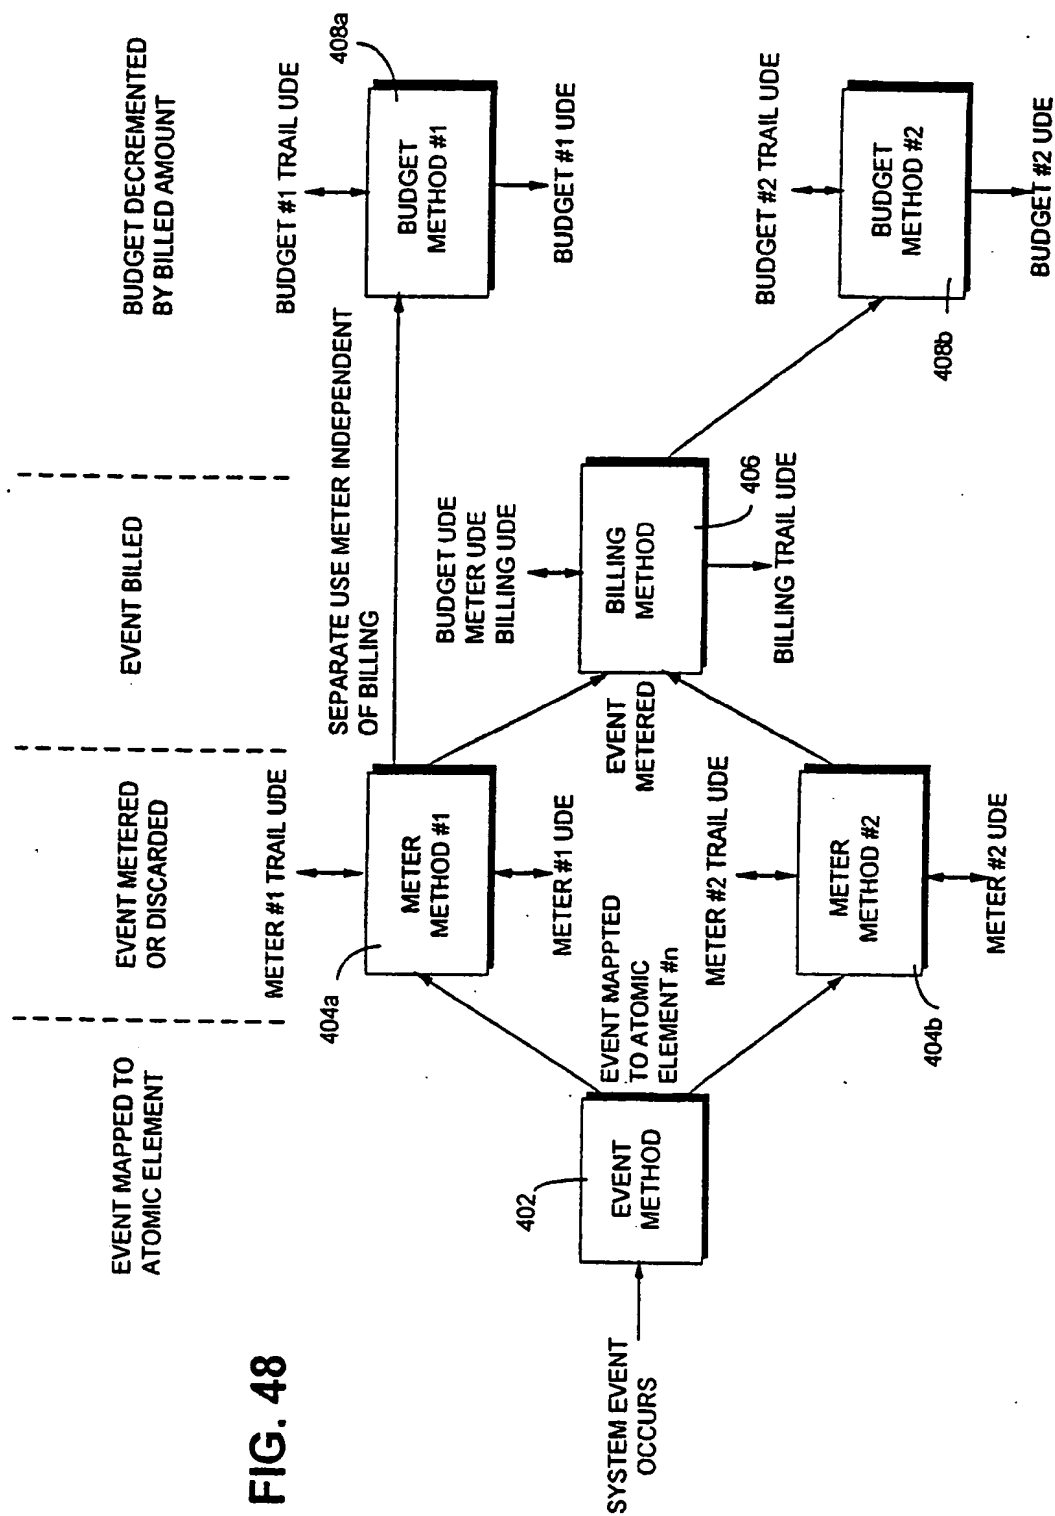 FIG. 48
EVENT MAPPED TO
ATOMIC ELEMENT
EVENT METERED
OR DISCARDED
EVENT BILLED
BUDGET DECREMENTED
BY BILLED AMOUNT
SYSTEM EVENT
OCCURS
402
EVENT
METHOD
EVENT MAPPTED
TO ATOMIC
ELEMENT #n
METER #1 TRAIL UDE
404a
METER
METHOD #1
METER #1 UDE
METER #2 TRAIL UDE
METER
METHOD #2
404b
METER #2 UDE
SEPARATE USE METER INDEPENDENT
OF BILLING
EVENT
METERED
BUDGET UDE
METER UDE
BILLING UDE
BILLING
METHOD
406
BILLING TRAIL UDE
BUDGET #1 TRAIL UDE
408a
BUDGET
METHOD #1
BUDGET #1 UDE
BUDGET #2 TRAIL UDE
BUDGET
METHOD #2
408b
BUDGET #2 UDE